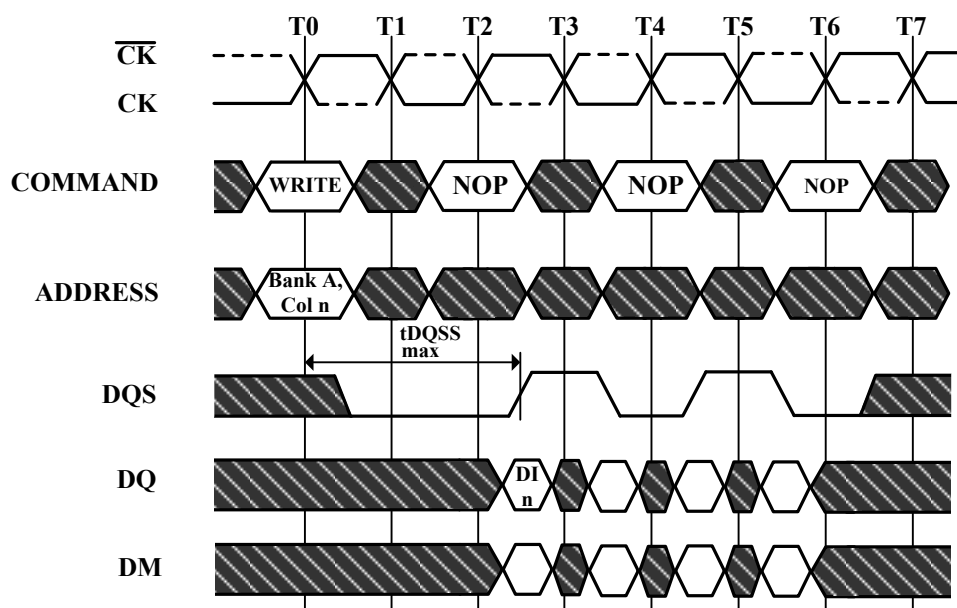 T0 T1 T2 T3 T4 T5 T6 T7
CK
CK
COMMAND
WRITE NOP NOP NOP
ADDRESS
Bank A,
Col n
tDQSS
max
DQS
DQ
DI
n
DM